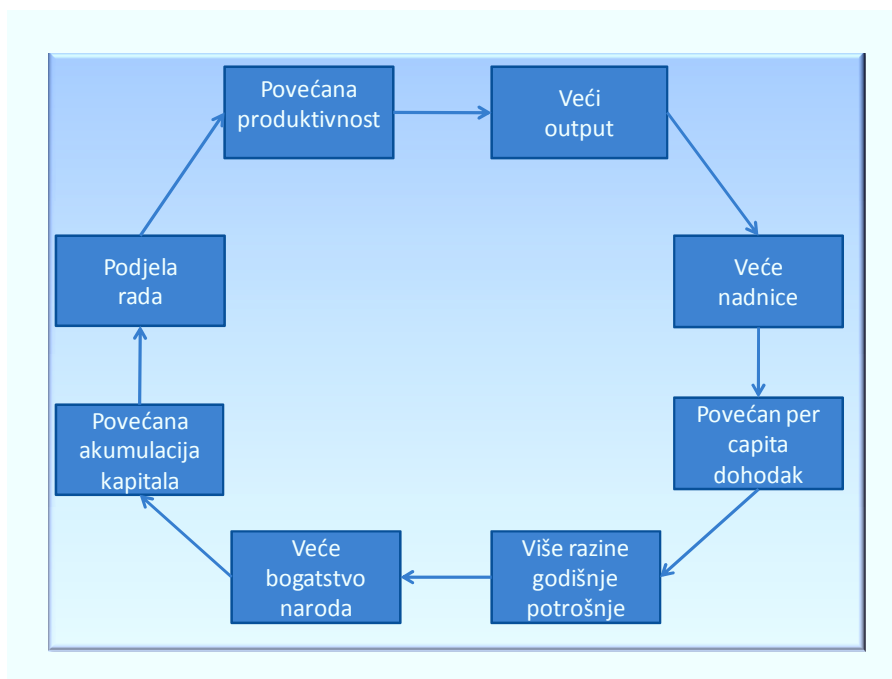 Povećana
produktivnost
Veći
output
Podjela
rada
Veće
nadnice
Povećana
akumulacija
kapitala
Povećan per
capita
dohodak
Veće
bogatstvo
naroda
Više razine
godišnje
potrošnje